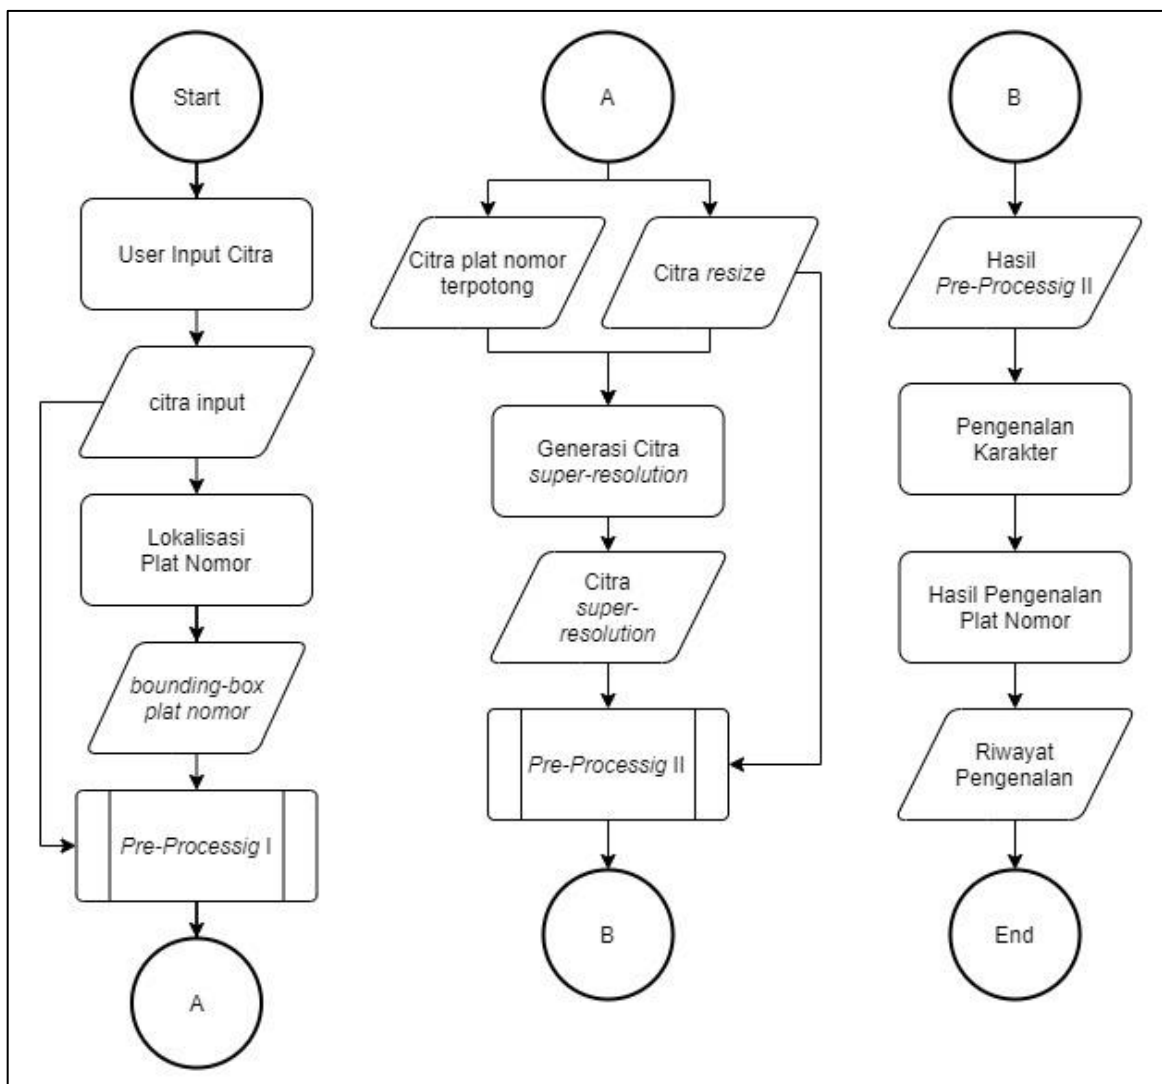 Start
User Input Citra
citra input
Lokalisasi
Plat Nomor
bounding-box
plat nomor
Pre-Processig I
A
A
Citra plat nomor
terpotong
Citra resize
Generasi Citra
super-resolution
Citra
super-
resolution
Pre-Processig II
B
B
Hasil
Pre-Processig II
Pengenalan
Karakter
Hasil Pengenalan
Plat Nomor
Riwayat
Pengenalan
End